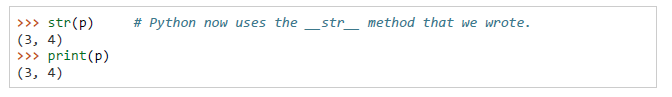 >>> str(p)     # Python now uses the __str__ method that we wrote.
(3, 4)
>>> print(p)
(3, 4)